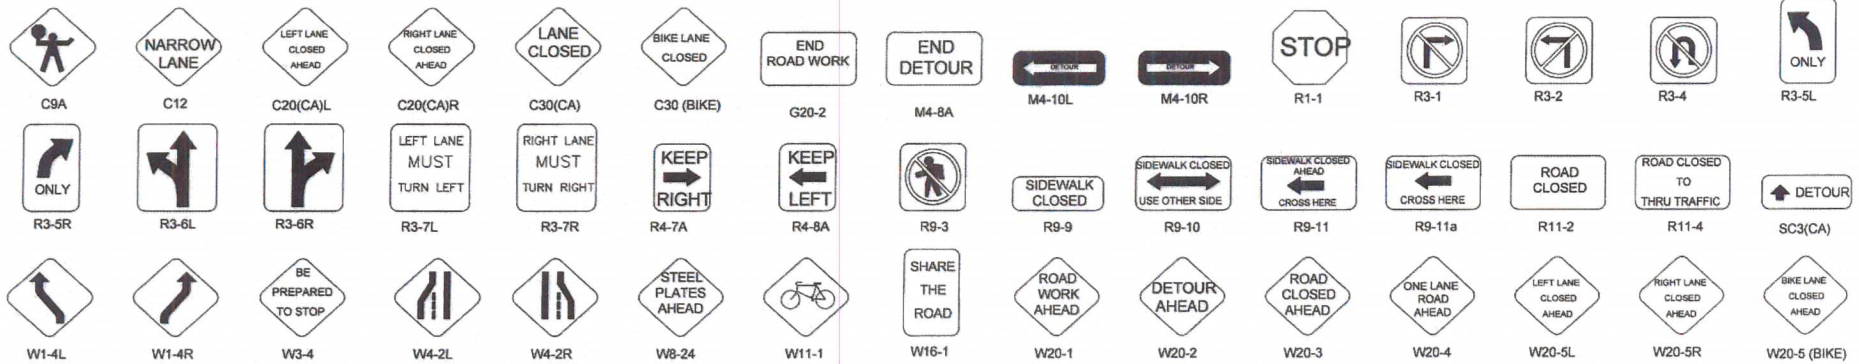 NARROW
LANE
LEFT LANE
CLOSED
AHEAD
RIGHT LANE
CLOSED
AHEAD
LANE
CLOSED
BIKE LANE
CLOSED
END
ROAD WORK
END
DETOUR
DETOUR
DETOUR
STOP
ONLY
C9A
C12
C20(CA)L
C20(CA)R
C30(CA)
C30 (BIKE)
G20-2
M4-8A
M4-10L
M4-10R
R1-1
R3-1
R3-2
R3-4
R3-5L
ONLY
LEFT LANE
MUST
TURN LEFT
RIGHT LANE
MUST
TURN RIGHT
KEEP
RIGHT
KEEP
LEFT
SIDEWALK
CLOSED
SIDEWALK CLOSED
USE OTHER SIDE
SIDEWALK CLOSED
AHEAD
CROSS HERE
SIDEWALK CLOSED
CROSS HERE
ROAD
CLOSED
ROAD CLOSED
TO
THRU TRAFFIC
DETOUR
R3-5R
R3-6L
R3-6R
R3-7L
R3-7R
R4-7A
R4-8A
R9-3
R9-9
R9-10
R9-11
R9-11a
R11-2
R11-4
SC3(CA)
BE
PREPARED
TO STOP
STEEL
PLATES
AHEAD
SHARE
THE
ROAD
ROAD
WORK
AHEAD
DETOUR
AHEAD
ROAD
CLOSED
AHEAD
ONE LANE
ROAD
AHEAD
LEFT LANE
CLOSED
AHEAD
RIGHT LANE
CLOSED
AHEAD
BIKE LANE
CLOSED
AHEAD
W1-4L
W1-4R
W3-4
W4-2L
W4-2R
W8-24
W11-1
W16-1
W20-1
W20-2
W20-3
W20-4
W20-5L
W20-5R
W20-5 (BIKE)